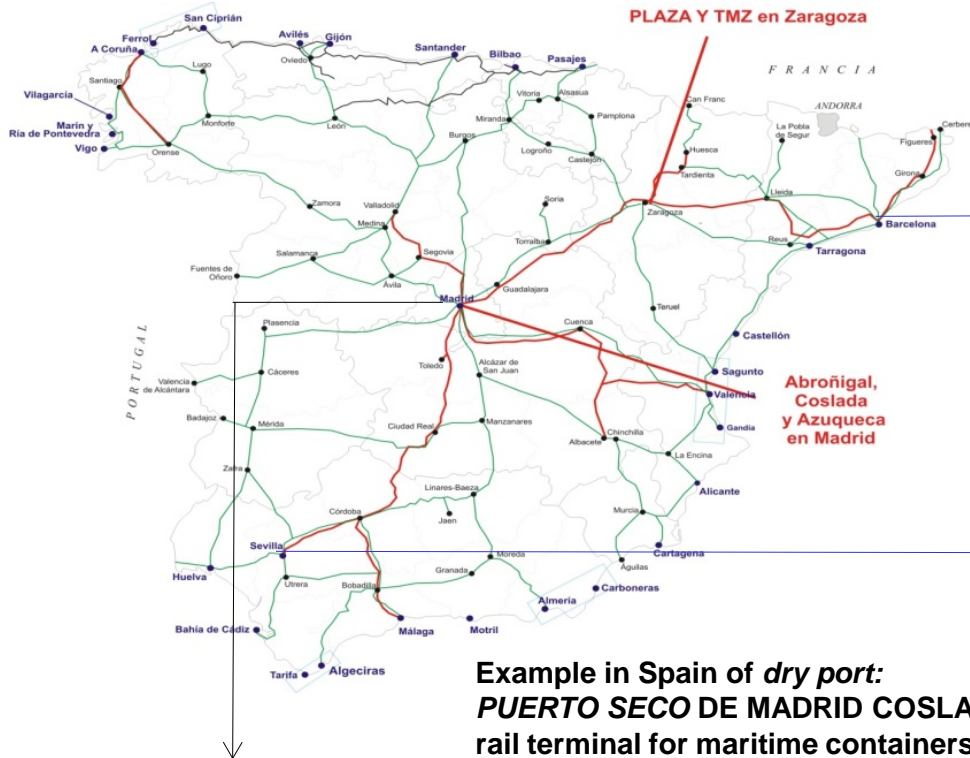 PLAZA Y TMZ en Zaragoza
San Ciprián
Ferrol
A Coruña
Avilés
Gijón
Santander
Bilbao
Pasajes
FRANCIA
Oviedo
Lugo
Santiago
Vilagarcía
Marín y
Ría de Pontevedra
Vigo
Monforte
Orense
León
Vitoria
Alsasua
Miranda
Pamplona
Burgos
Logroño
Castejón
Can Franc
Huesca
Tardienta
ANDORRA
La Pobla
de Segur
Cerbere
Figueres
Girona
Lleida
Zamora
Valladolid
Medina
Soria
Zaragoza
Barcelona
Reus
Tarragona
Torralba
Salamanca
Segovia
Fuentes de
Oñoro
Ávila
Guadalajara
Madrid
Teruel
PORTUGAL
Plasencia
Cuenca
Castellón
Toledo
Alcázar de
San Juan
Sagunto
Cáceres
Valencia
de Alcántara
Valencia
Abroñigal,
Coslada
y Azuqueca
en Madrid
Badajoz
Mérida
Ciudad Real
Manzanares
Albacete
Chinchilla
Gandia
La Encina
Zafra
Linares-Baeza
Alicante
Córdoba
Jaen
Murcia
Sevilla
Moreda
Cartagena
Huelva
Utrera
Bobadilla
Granada
Águilas
Carboneras
Almería
Bahía de Cádiz
Málaga
Motril
Tarifa
Algeciras
Example in Spain of dry port:
PUERTO SECO DE MADRID COSLA
rail terminal for maritime containers